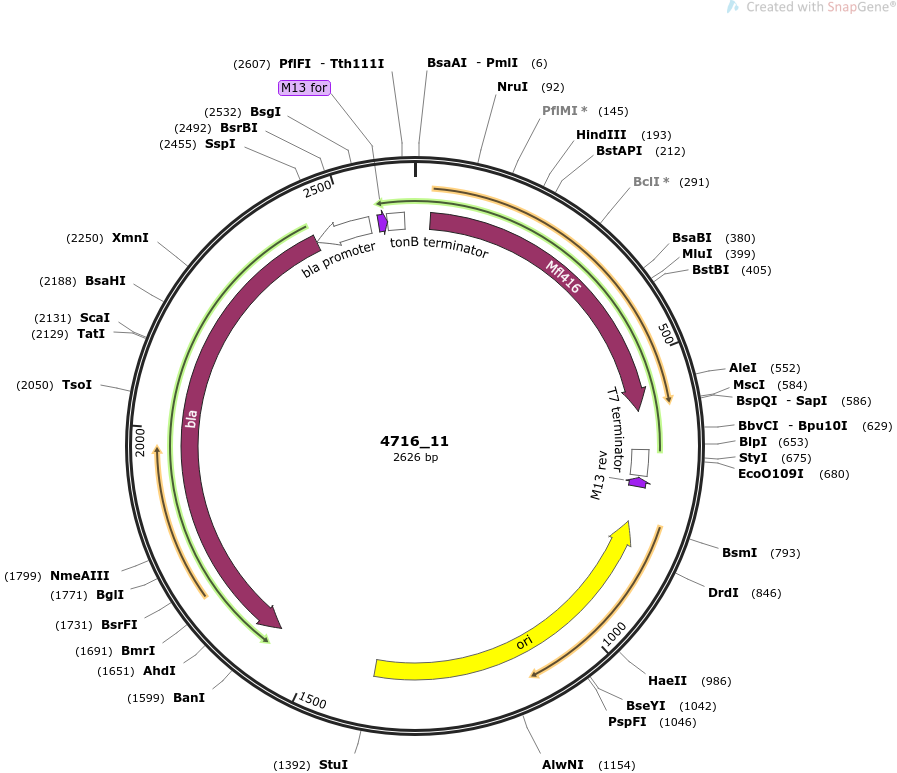 Created with SnapGene®
(2607) PflFI - Tth111I
BsaAI - PmlI (6)
M13 for
NruI (92)
(2532) BsgI
PflMI * (145)
(2492) BsrBI
HindIII (193)
(2455) SspI
BstAPI (212)
2500
BclI * (291)
bla promoter
tonB terminator
(2250) XmnI
BsaBI (380)
MluI (399)
BstBI (405)
Mfl416
(2188) BsaHI
(2131) ScaI
(2129) TatI
500
AleI (552)
(2050) TsoI
MscI (584)
BspQI - SapI (586)
bla
T7 terminator
BbvCI - Bpu10I (629)
2000
4716_11
2626 bp
BlpI (653)
StyI (675)
EcoO109I (680)
M13 rev
BsmI (793)
(1799) NmeAIII
(1771) BglI
DrdI (846)
(1731) BsrFI
ori
1000
(1691) BmrI
(1651) AhdI
HaeII (986)
(1599) BanI
1500
BseYI (1042)
PspFI (1046)
(1392) StuI
AlwNI (1154)